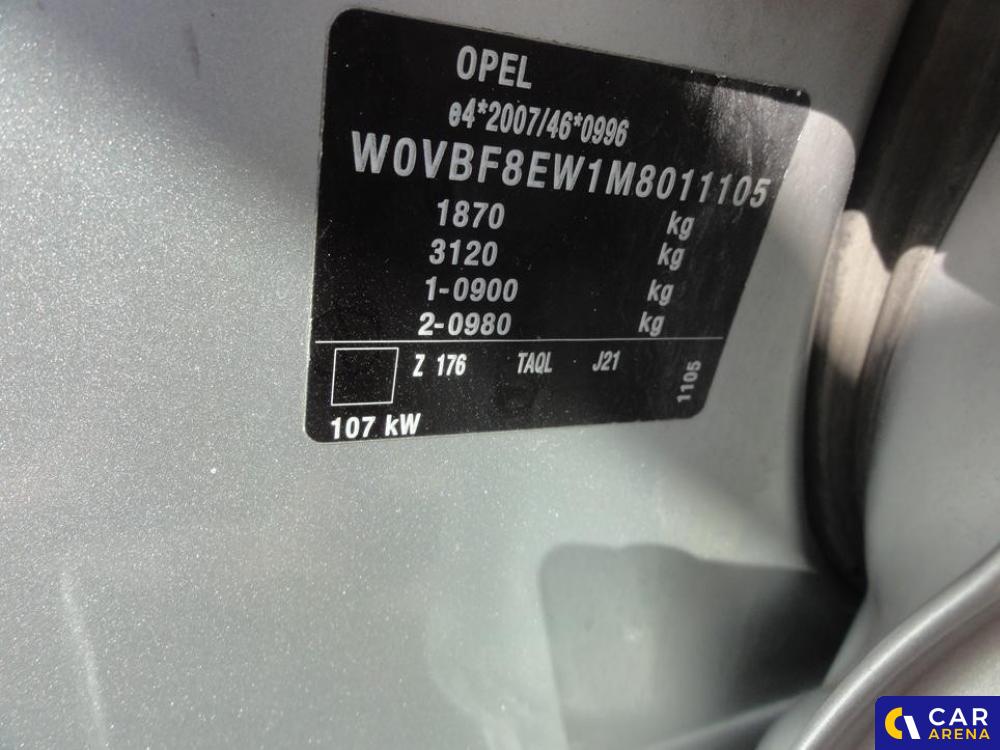 OPEL
e4*2007/46*0996
W0VBF8EW1M8011105
1870 kg
3120 kg
1-0900 kg
2-0980 kg
Z 176 TAQL J21
1105
107 kW
CAR
ARENA